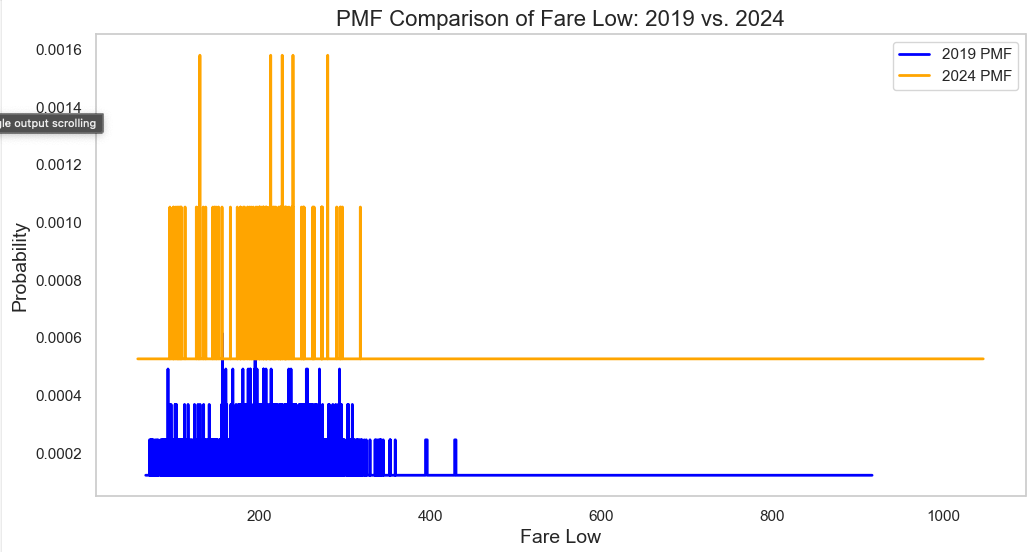 PMF Comparison of Fare Low: 2019 vs. 2024
0.0016
2019 PMF
2024 PMF
0.0014
output scrolling
0.0012
0.0010
Probability
0.0008
0.0006
0.0004
0.0002
200 400 600 800 1000
Fare Low